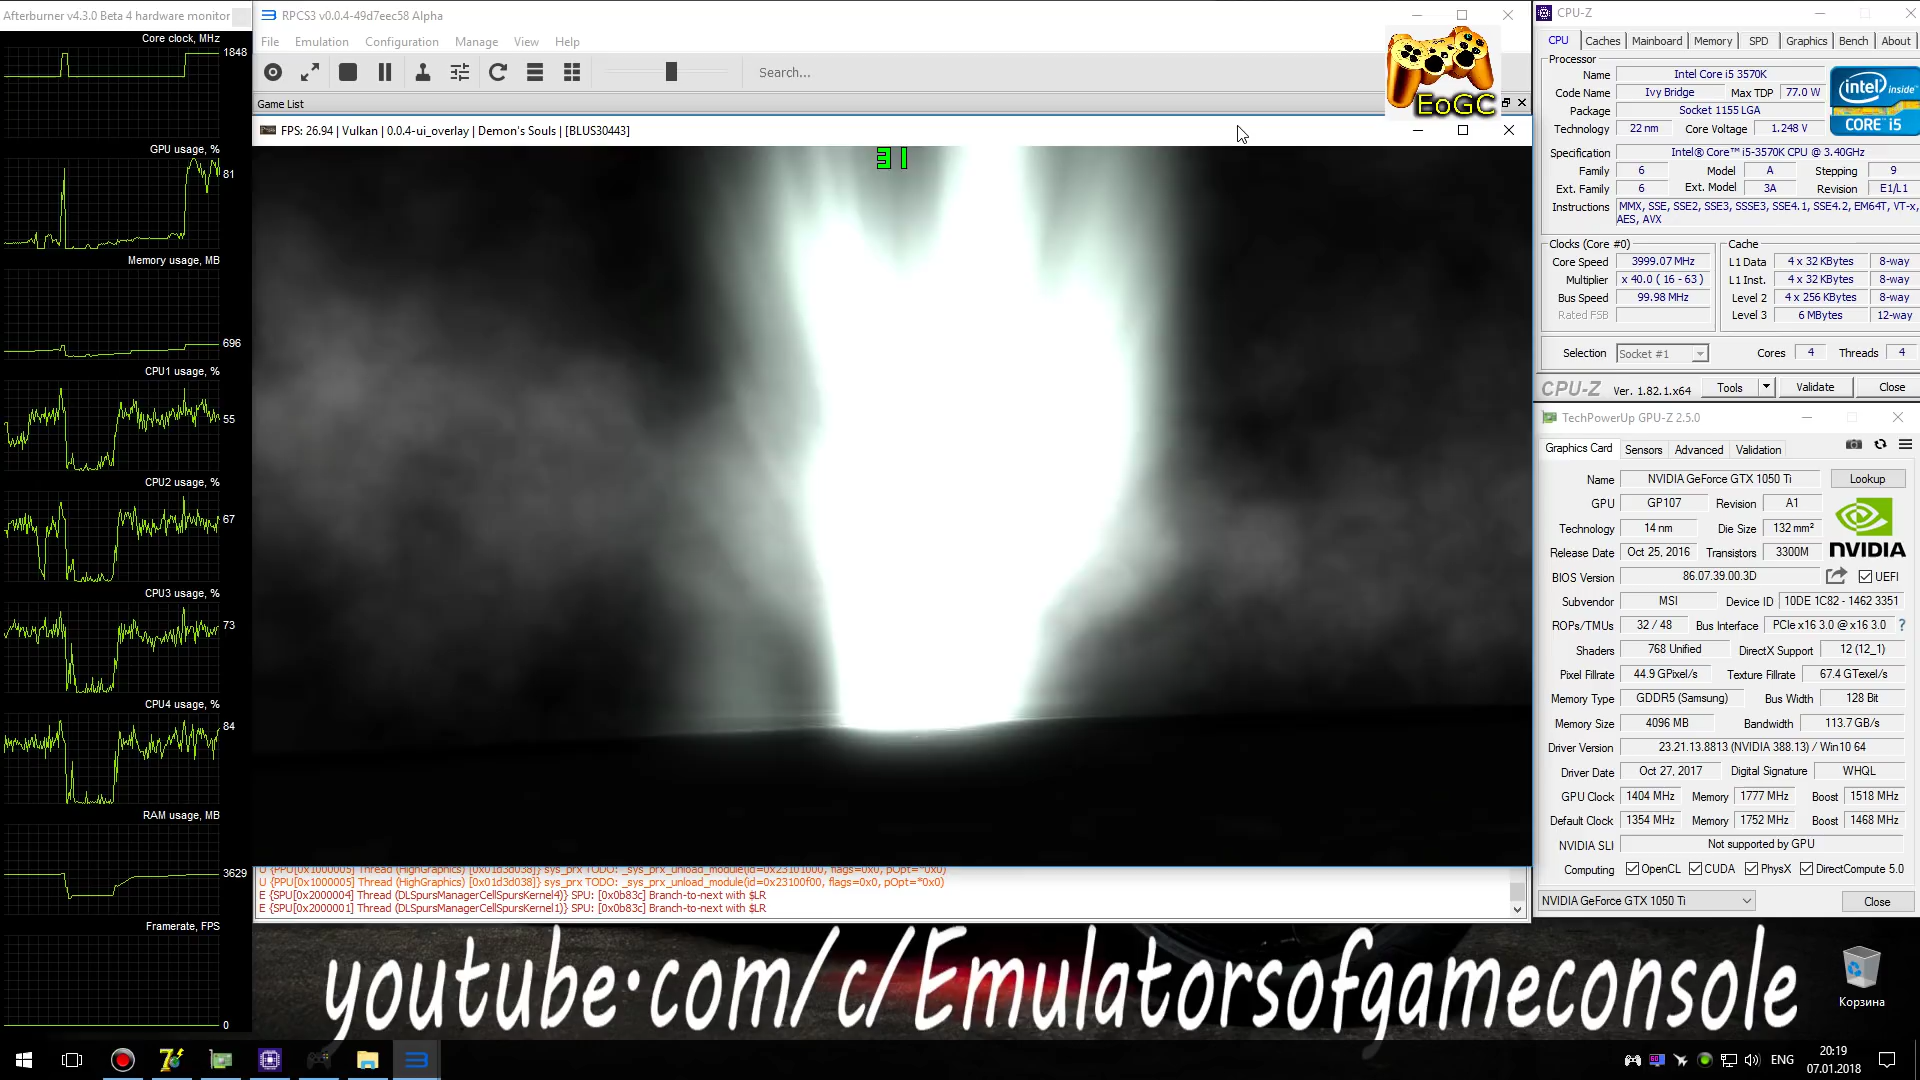 Afterburner v4.3.0 Beta 4 hardware monitor
Core clock, MHz
1848
GPU usage, %
81
Memory usage, MB
696
CPU1 usage, %
55
CPU2 usage, %
67
CPU3 usage, %
73
CPU4 usage, %
84
RAM usage, MB
3629
Framerate, FPS
0
RPCS3 v0.0.4-49d7eec58 Alpha
File Emulation Configuration Manage View Help
Search...
EoGC
Game List
FPS: 26.94 | Vulkan | 0.0.4-ui_overlay | Demon's Souls | [BLUS30443]
31
U {PPU[0x1000005] Thread (HighGraphics) [0x01d3d038]} sys_prx TODO: _sys_prx_unload_module(id=0x23101000, flags=0x0, pOpt=*0x0)
U {PPU[0x1000005] Thread (HighGraphics) [0x01d3d038]} sys_prx TODO: _sys_prx_unload_module(id=0x23100f00, flags=0x0, pOpt=*0x0)
E {SPU[0x2000004] Thread (DLSpursManagerCellSpursKernel4)} SPU: [0x0b83c] Branch-to-next with $LR
E {SPU[0x2000001] Thread (DLSpursManagerCellSpursKernel1)} SPU: [0x0b83c] Branch-to-next with $LR
CPU-Z
CPU Caches Mainboard Memory SPD Graphics Bench About
Processor
Name Intel Core i5 3570K
Code Name Ivy Bridge Max TDP 77.0 W
Package Socket 1155 LGA
Technology 22 nm Core Voltage 1.248 V
intel inside
CORE i5
Specification Intel® Core™ i5-3570K CPU @ 3.40GHz
Family 6 Model A Stepping 9
Ext. Family 6 Ext. Model 3A Revision E1/L1
Instructions MMX, SSE, SSE2, SSE3, SSSE3, SSE4.1, SSE4.2, EM64T, VT-x,
AES, AVX
Clocks (Core #0) Cache
Core Speed 3999.07 MHz L1 Data 4 x 32 KBytes 8-way
Multiplier x 40.0 ( 16 - 63 ) L1 Inst. 4 x 32 KBytes 8-way
Bus Speed 99.98 MHz Level 2 4 x 256 KBytes 8-way
Rated FSB Level 3 6 MBytes 12-way
Selection Socket #1 Cores 4 Threads 4
CPU-Z Ver. 1.82.1.x64 Tools Validate Close
TechPowerUp GPU-Z 2.5.0
Graphics Card Sensors Advanced Validation
Name NVIDIA GeForce GTX 1050 Ti Lookup
GPU GP107 Revision A1
Technology 14 nm Die Size 132 mm²
Release Date Oct 25, 2016 Transistors 3300M
NVIDIA
BIOS Version 86.07.39.00.3D UEFI
Subvendor MSI Device ID 10DE 1C82 - 1462 3351
ROPs/TMUs 32 / 48 Bus Interface PCIe x16 3.0 @ x16 3.0 ?
Shaders 768 Unified DirectX Support 12 (12_1)
Pixel Fillrate 44.9 GPixel/s Texture Fillrate 67.4 GTexel/s
Memory Type GDDR5 (Samsung) Bus Width 128 Bit
Memory Size 4096 MB Bandwidth 113.7 GB/s
Driver Version 23.21.13.8813 (NVIDIA 388.13) / Win10 64
Driver Date Oct 27, 2017 Digital Signature WHQL
GPU Clock 1404 MHz Memory 1777 MHz Boost 1518 MHz
Default Clock 1354 MHz Memory 1752 MHz Boost 1468 MHz
NVIDIA SLI Not supported by GPU
Computing OpenCL CUDA PhysX DirectCompute 5.0
NVIDIA GeForce GTX 1050 Ti Close
youtube.com/c/Emulatorsofgameconsole
Корзина
ENG
20:19
07.01.2018